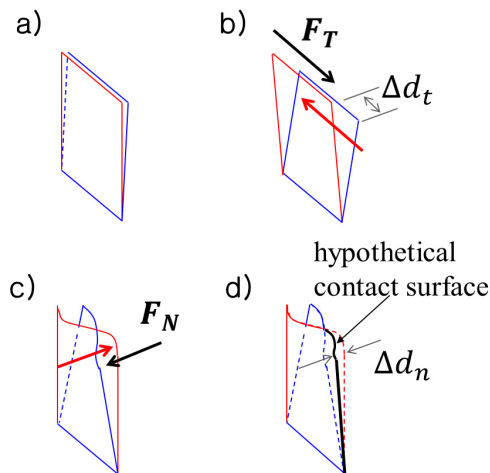 a)
b)
F_T
Δd_t
c)
F_N
d)
hypothetical
contact surface
Δd_n